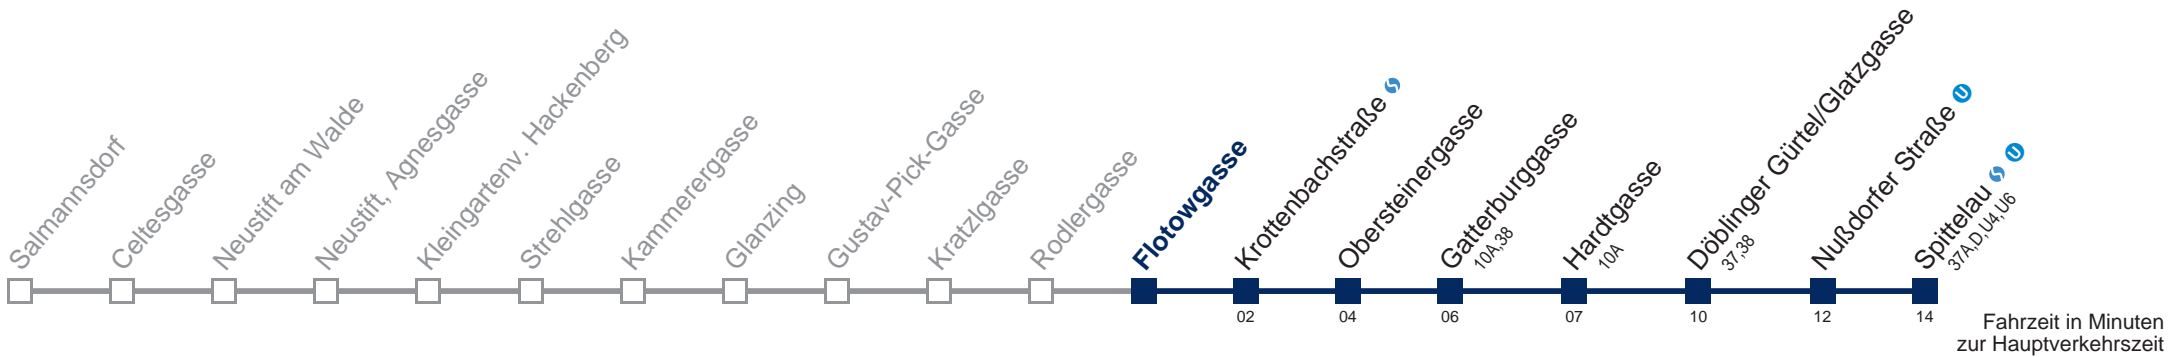 Salmannsdorf
Celtesgasse
Neustift am Walde
Neustift, Agnesgasse
Kleingartenv. Hackenberg
Strehlgasse
Kammerergasse
Glanzing
Gustav-Pick-Gasse
Kratzlgasse
Rodlergasse
Flotowgasse
Krottenbachstraße S
02
Obersteinergasse
04
Gatterburggasse
10A,38
06
Hardtgasse
10A
07
Döblinger Gürtel/Glatzgasse
37,38
10
Nußdorfer Straße U
12
Spittelau S U
37A,D,U4,U6
14
Fahrzeit in Minuten
zur Hauptverkehrszeit